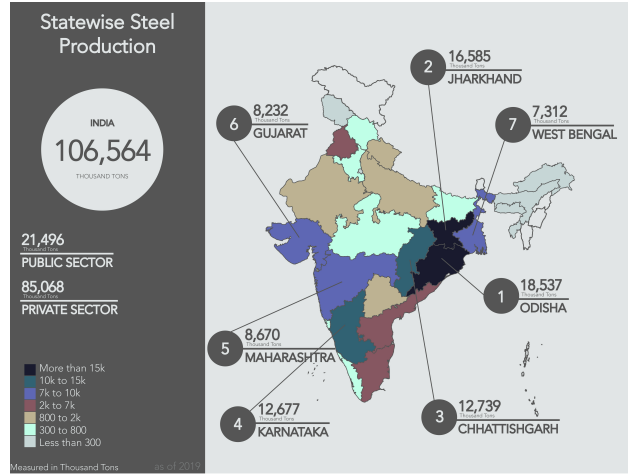 Statewise Steel
Production
INDIA
106,564
THOUSAND TONS
21,496
Thousand Tons
PUBLIC SECTOR
85,068
Thousand Tons
PRIVATE SECTOR
More than 15k
10k to 15k
7k to 10k
2k to 7k
800 to 2k
300 to 800
Less than 300
Measured in Thousand Tons
as of 2019
2
16,585
Thousand Tons
JHARKHAND
6
8,232
Thousand Tons
GUJARAT
7
7,312
Thousand Tons
WEST BENGAL
1
18,537
Thousand Tons
ODISHA
5
8,670
Thousand Tons
MAHARASHTRA
4
12,677
Thousand Tons
KARNATAKA
3
12,739
Thousand Tons
CHHATTISHGARH